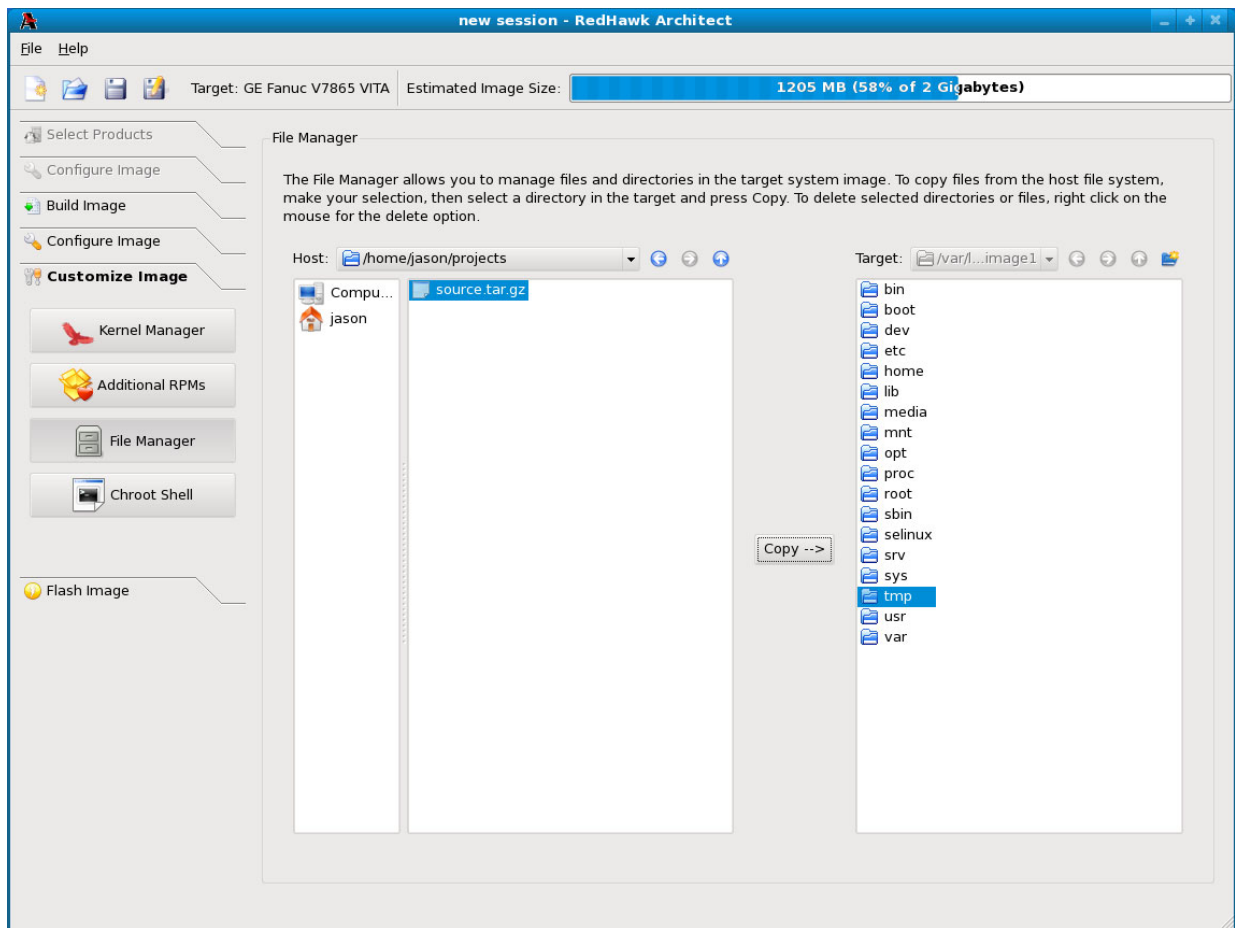 new session - RedHawk Architect
File Help
Target: GE Fanuc V7865 VITA Estimated Image Size: 1205 MB (58% of 2 Gigabytes)
Select Products
Configure Image
Build Image
Configure Image
Customize Image
Kernel Manager
Additional RPMs
File Manager
Chroot Shell
Flash Image
File Manager
The File Manager allows you to manage files and directories in the target system image. To copy files from the host file system,
make your selection, then select a directory in the target and press Copy. To delete selected directories or files, right click on the
mouse for the delete option.
Host: /home/jason/projects
Compu...
jason
source.tar.gz
Copy -->
Target: /var/l...image1
bin
boot
dev
etc
home
lib
media
mnt
opt
proc
root
sbin
selinux
srv
sys
tmp
usr
var